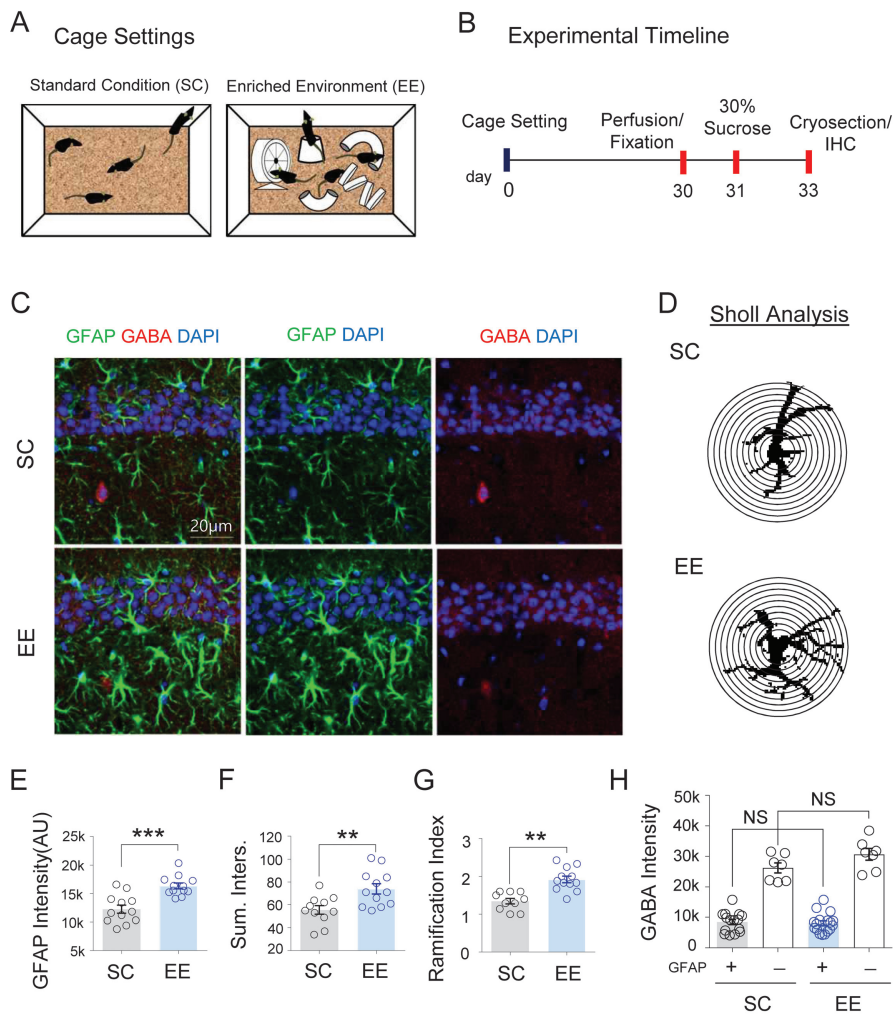 A
Cage Settings
Standard Condition (SC)
Enriched Environment (EE)
B
Experimental Timeline
Cage Setting
Perfusion/
Fixation
30%
Sucrose
Cryosection/
IHC
day
0
30
31
33
C
GFAP GABA DAPI
GFAP DAPI
GABA DAPI
SC
20μm
EE
D
Sholl Analysis
SC
EE
E
GFAP Intensity(AU)
25k
20k
15k
10k
5k
***
SC
EE
F
Sum. Inters.
120
100
80
60
40
20
**
SC
EE
G
Ramification Index
3
2
1
0
**
SC
EE
H
GABA Intensity
50k
40k
30k
20k
10k
0
NS
NS
GFAP
+
–
+
–
SC
EE